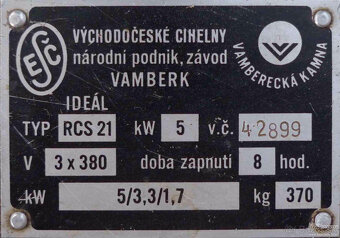 ESČ
VÝCHODOČESKÉ CIHELNY
národní podnik, závod
VAMBERK
VAMBERECKÁ KAMNA
IDEÁL
TYP RCS 21 kW 5 v.č. 42899
V 3 x 380 doba zapnutí 8 hod.
kW 5/3,3/1,7 kg 370